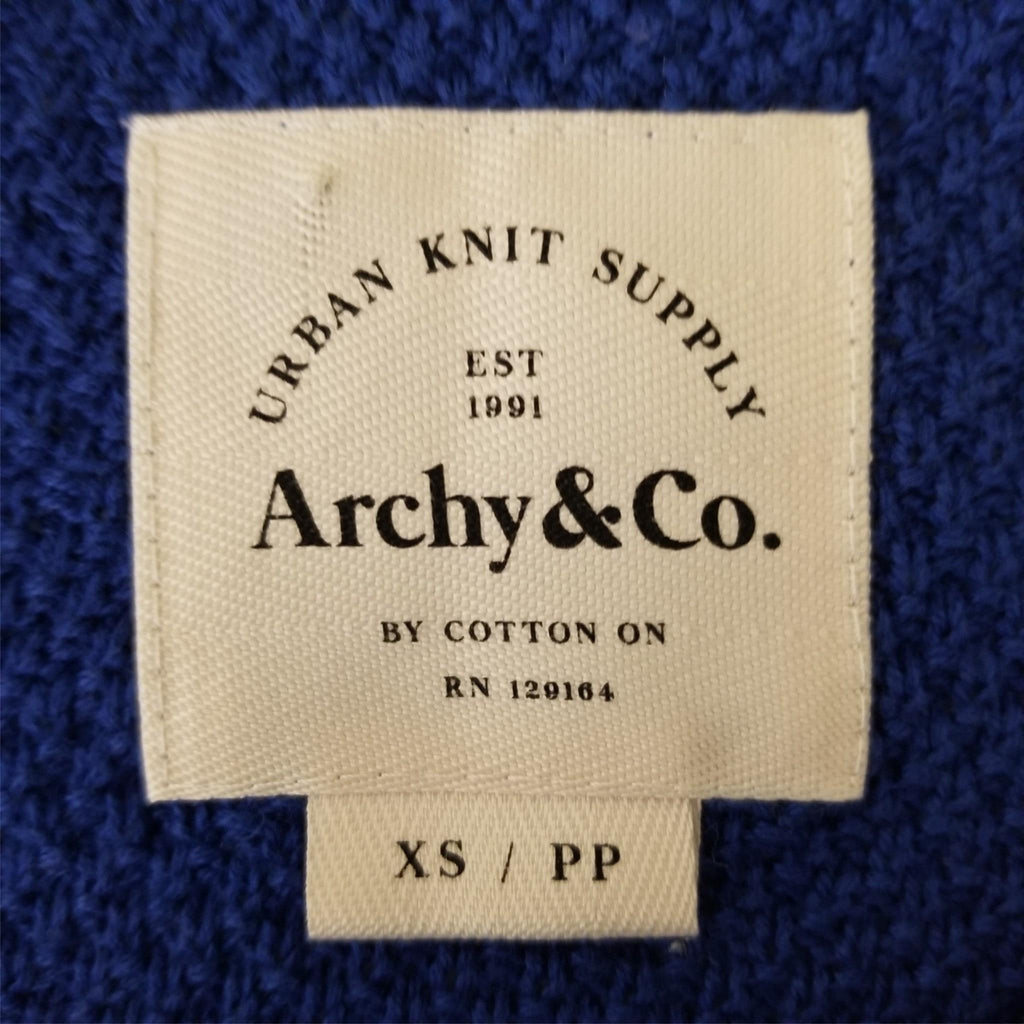 URBAN KNIT SUPPLY
EST
1991
Archy&Co.
BY COTTON ON
RN 129164
XS / PP